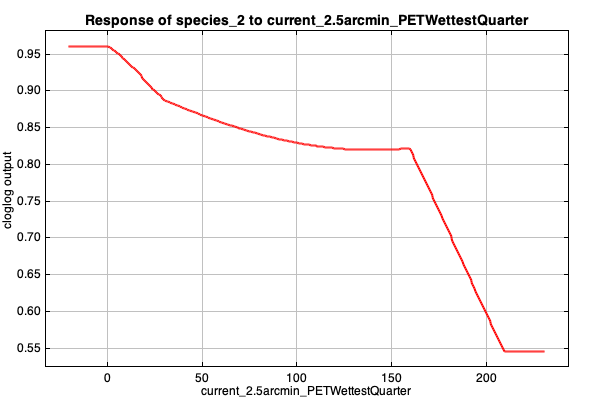 Response of species_2 to current_2.5arcmin_PETWettestQuarter
cloglog output
0.95
0.90
0.85
0.80
0.75
0.70
0.65
0.60
0.55
0 50 100 150 200
current_2.5arcmin_PETWettestQuarter